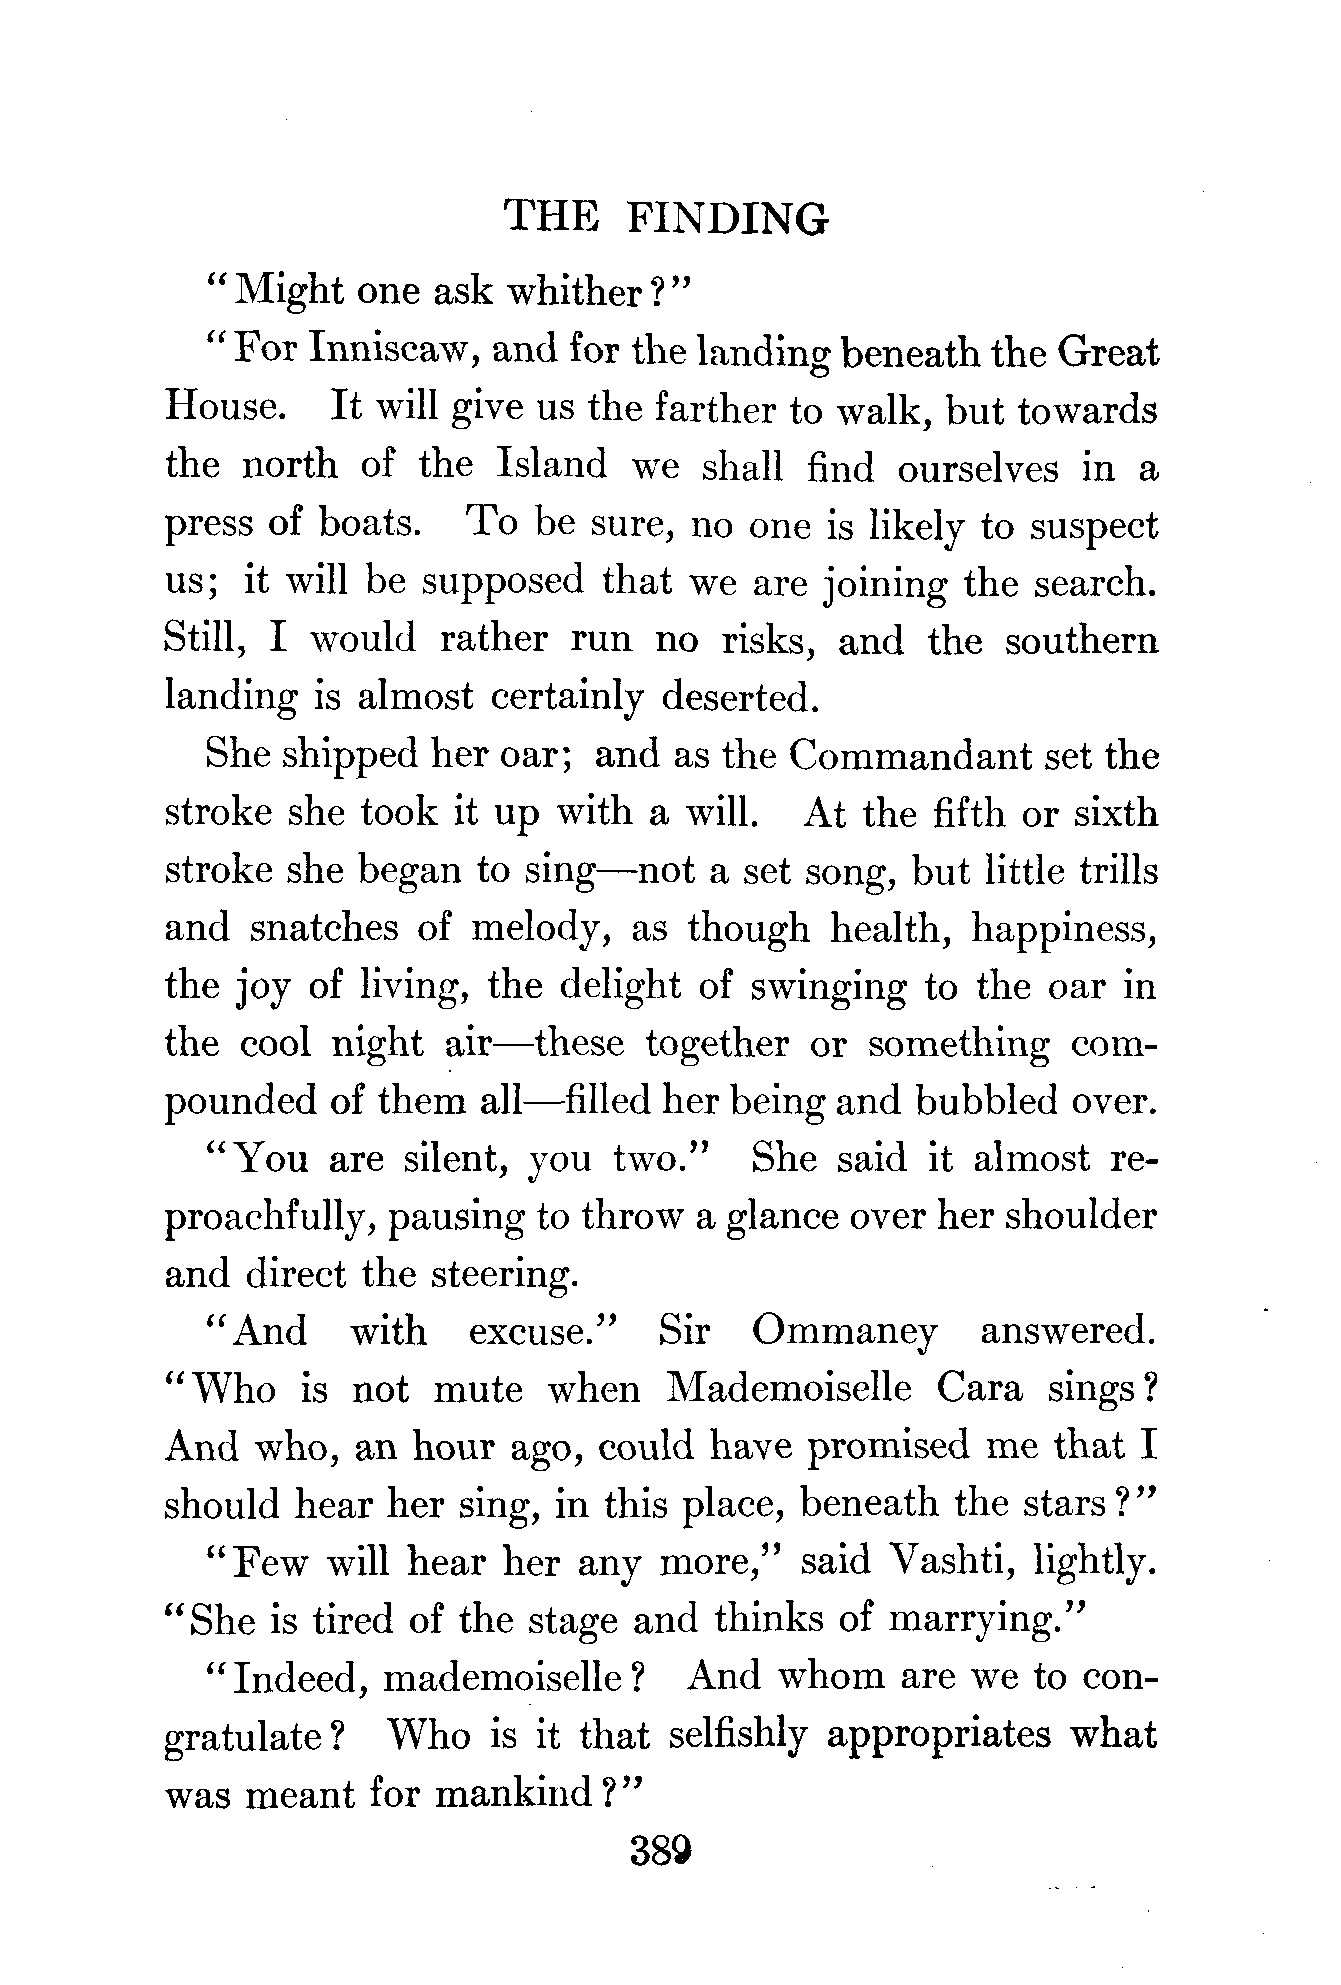 THE FINDING
"Might one ask whither?"
"For Inniscaw, and for the landing beneath the Great
House. It will give us the farther to walk, but towards
the north of the Island we shall find ourselves in a
press of boats. To be sure, no one is likely to suspect
us; it will be supposed that we are joining the search.
Still, I would rather run no risks, and the southern
landing is almost certainly deserted.
She shipped her oar; and as the Commandant set the
stroke she took it up with a will. At the fifth or sixth
stroke she began to sing—not a set song, but little trills
and snatches of melody, as though health, happiness,
the joy of living, the delight of swinging to the oar in
the cool night air—these together or something com-
pounded of them all—filled her being and bubbled over.
"You are silent, you two." She said it almost re-
proachfully, pausing to throw a glance over her shoulder
and direct the steering.
"And with excuse." Sir Ommaney answered.
"Who is not mute when Mademoiselle Cara sings?
And who, an hour ago, could have promised me that I
should hear her sing, in this place, beneath the stars?"
"Few will hear her any more," said Vashti, lightly.
"She is tired of the stage and thinks of marrying."
"Indeed, mademoiselle? And whom are we to con-
gratulate? Who is it that selfishly appropriates what
was meant for mankind?"
389